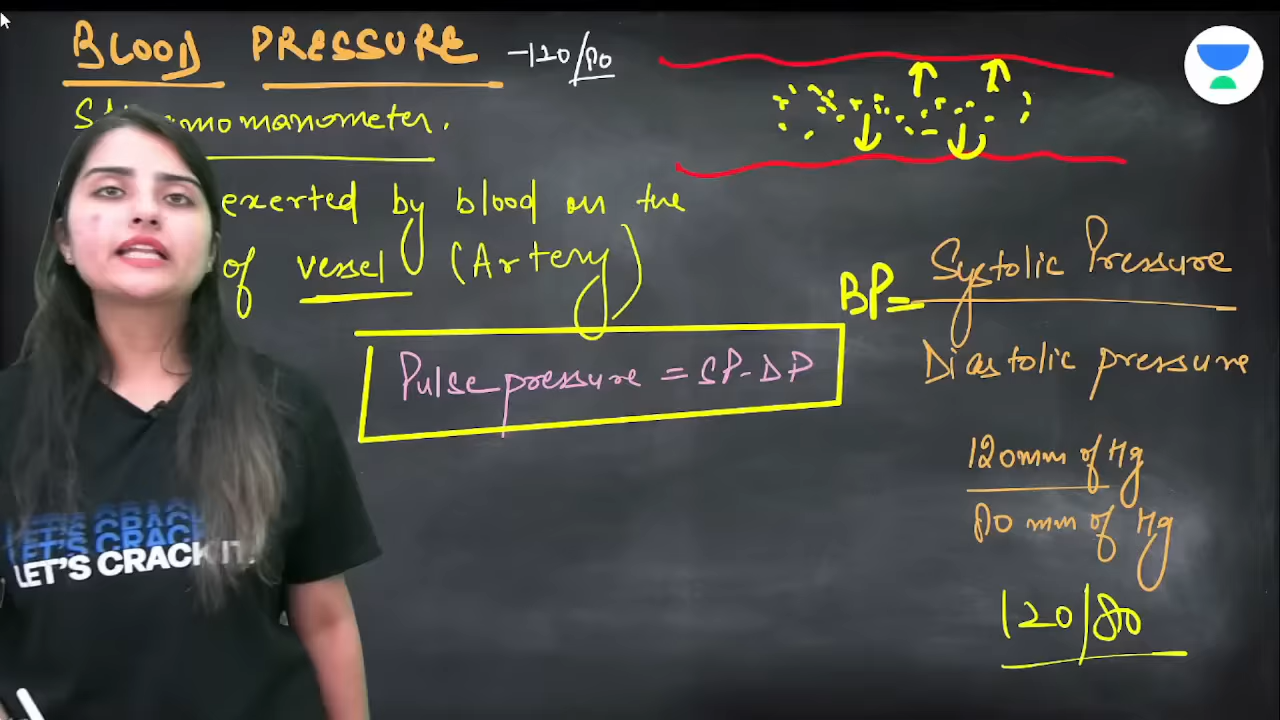 BLOOD PRESSURE -120/80
momanometer.
exerted by blood on the
of vessel (Artery)
BP = Systolic Pressure
Diastolic pressure
Pulse pressure = SP-DP
120mm of Hg
80 mm of Hg
120/80
LET'S CRACK
LET'S CRACK
LET'S CRACK IT.